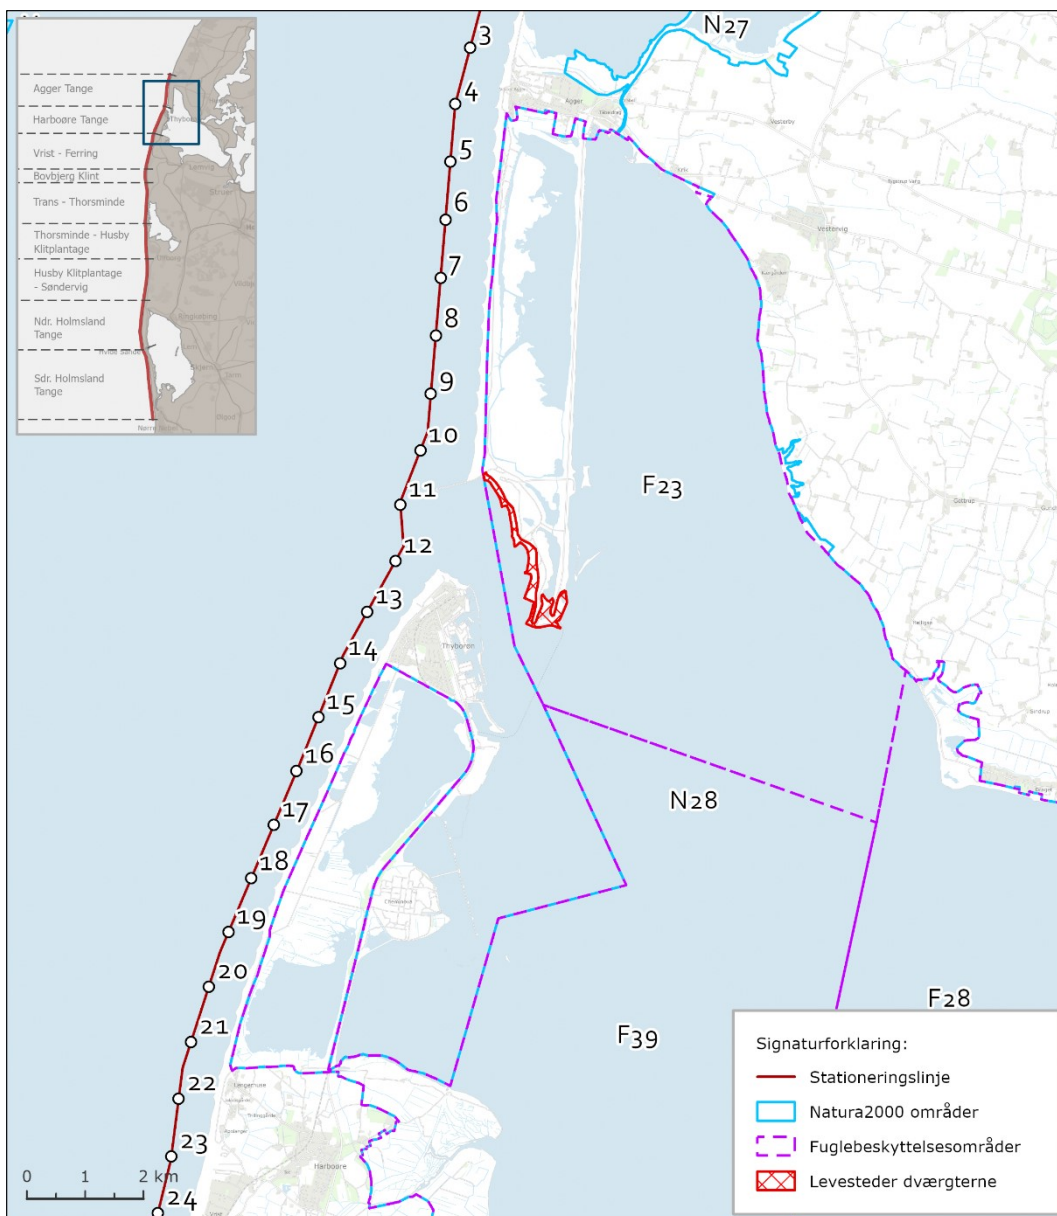 Agger Tange
Harboøre Tange
Vrist - Ferring
Bovbjerg Klint
Trans - Thorsminde
Thorsminde - Husby
Klitplantage
Husby Klitplantage
- Søndervig
Ndr. Holmsland
Tange
Sdr. Holmsland
Tange
N27
3
4
5
6
7
8
9
10
11
12
13
14
15
16
17
18
19
20
21
22
23
24
Agger
Vesterby
Vestervig
F23
Thyborøn
N28
F39
F28
Harboøre
0 1 2 km
Signaturforklaring:
Stationeringslinje
Natura2000 områder
Fuglebeskyttelsesområder
Levesteder dværgterne